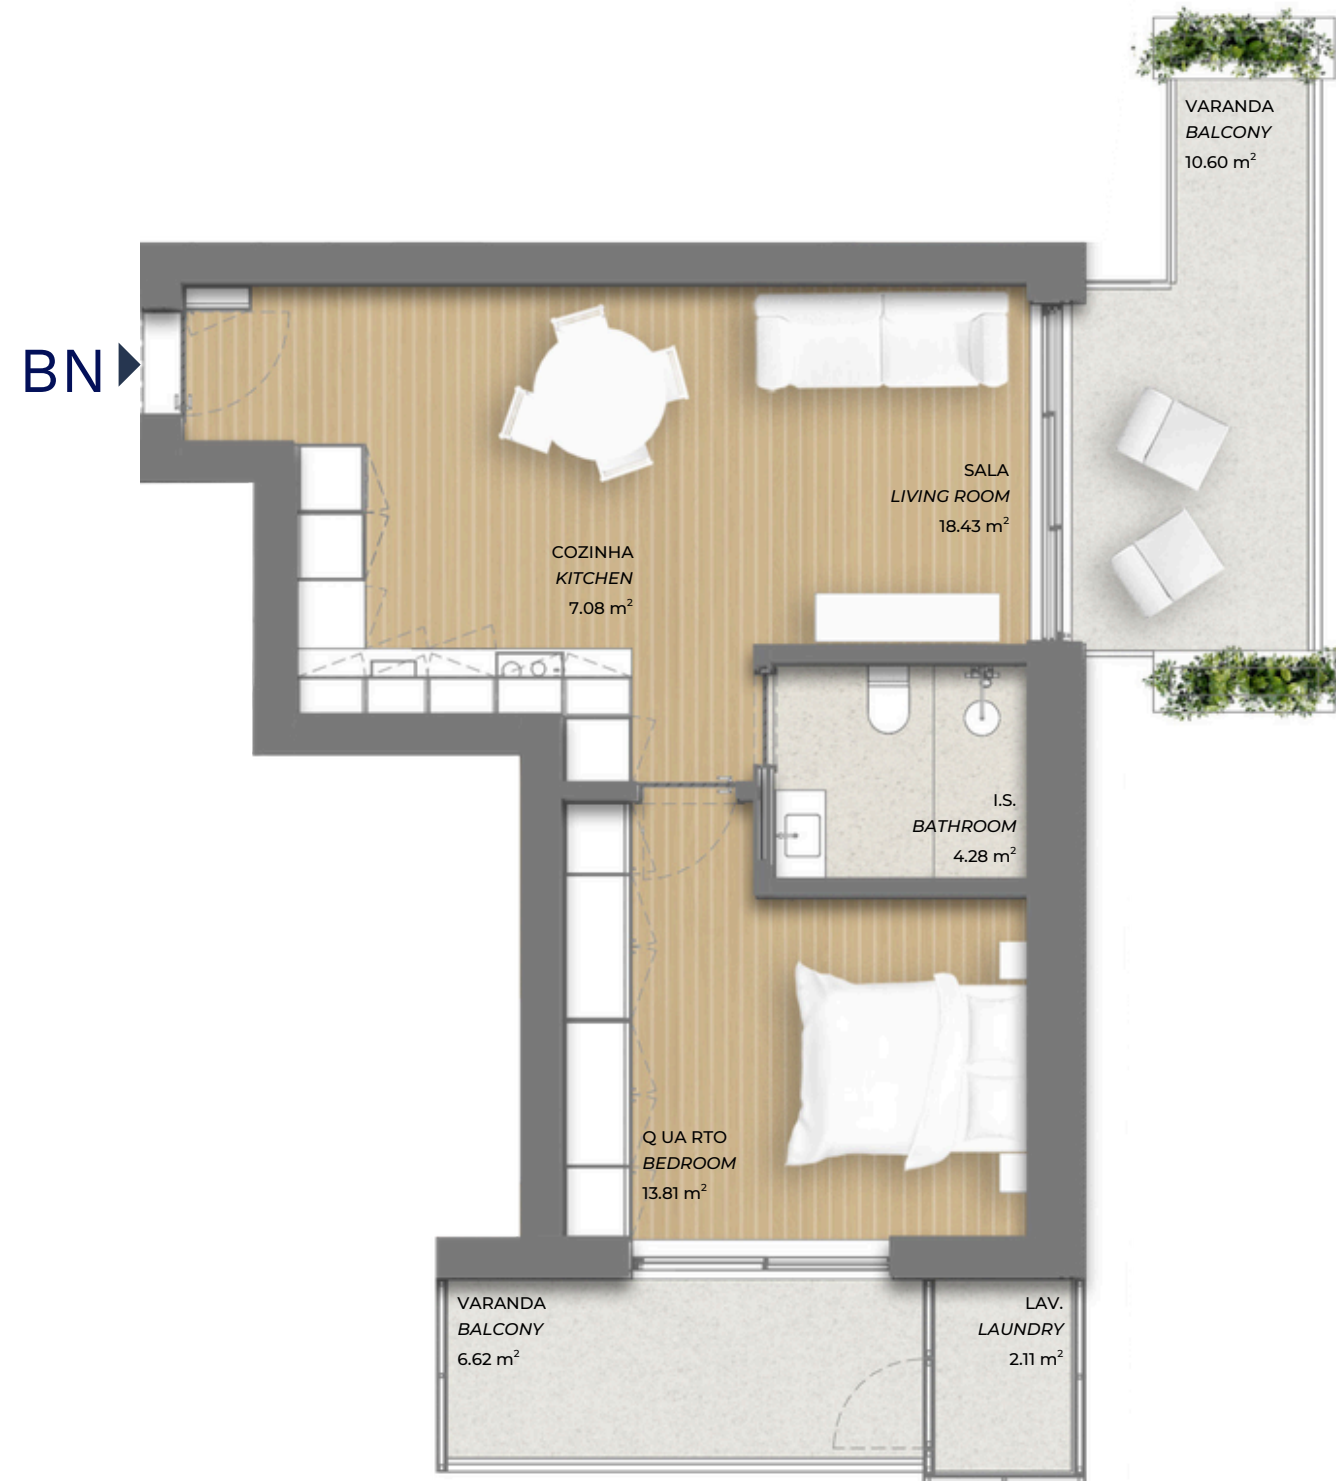 VARANDA
BALCONY
10.60 m²
BN
SALA
LIVING ROOM
18.43 m²
COZINHA
KITCHEN
7.08 m²
I.S.
BATHROOM
4.28 m²
Q UA RTO
BEDROOM
13.81 m²
VARANDA
BALCONY
6.62 m²
LAV.
LAUNDRY
2.11 m²